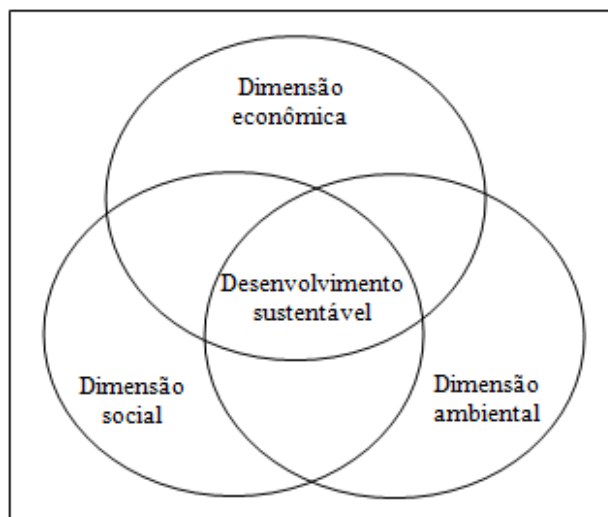 Dimensão
econômica
Desenvolvimento
sustentável
Dimensão
social
Dimensão
ambiental